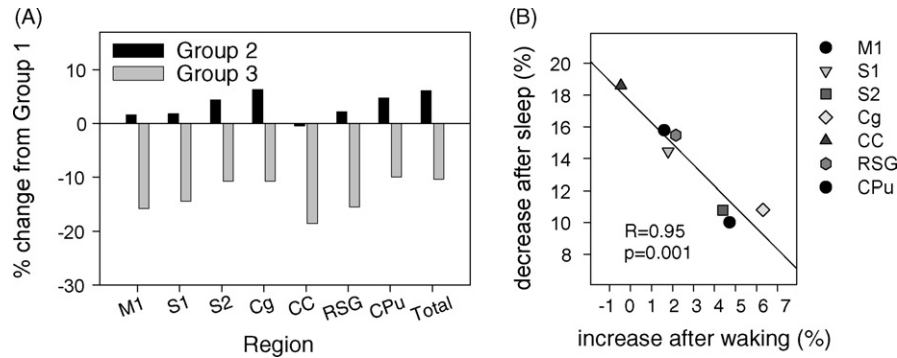 (A)
% change from Group 1
10
0
-10
-20
-30
Group 2
Group 3
M1
S1
S2
Cg
CC
RSG
CPu
Total
Region
(B)
decrease after sleep (%)
20
18
16
14
12
10
8
R=0.95
p=0.001
-1 0 1 2 3 4 5 6 7
increase after waking (%)
M1
S1
S2
Cg
CC
RSG
CPu